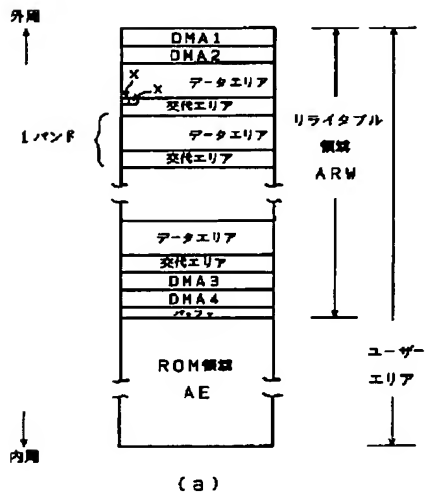 外周
DMA1
DMA2
x
x
データエリア
交代エリア
1バンド
データエリア
交代エリア
リライタブル
領域
ARW
データエリア
交代エリア
DMA3
DMA4
バッファ
ROM領域
AE
ユーザー
エリア
内周
(a)